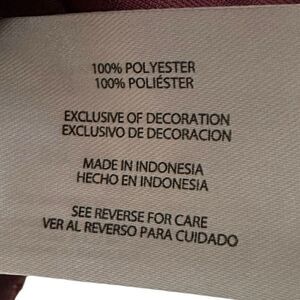 100% POLYESTER
100% POLIÉSTER
EXCLUSIVE OF DECORATION
EXCLUSIVO DE DECORACION
MADE IN INDONESIA
HECHO EN INDONESIA
SEE REVERSE FOR CARE
VER AL REVERSO PARA CUIDADO